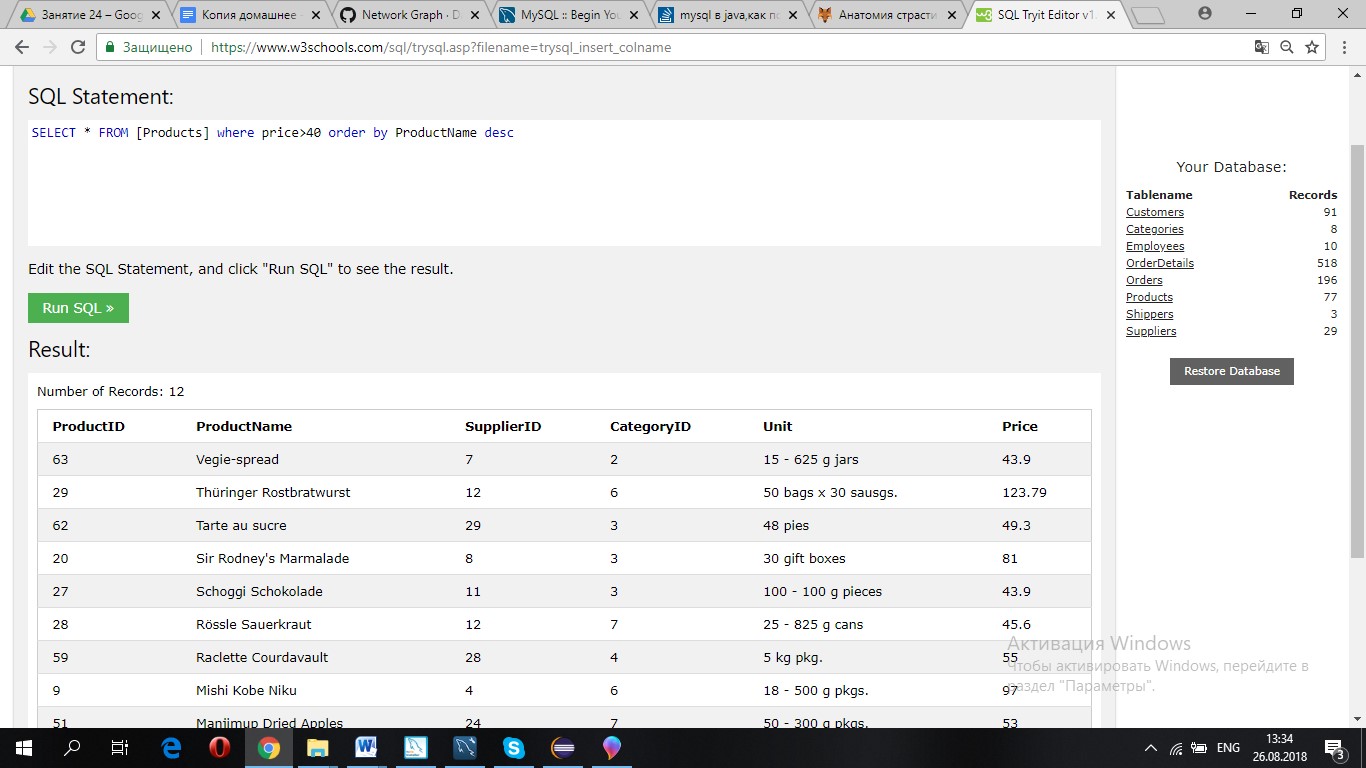 Занятие 24 – Goog
Копия домашнее
Network Graph · D
MySQL :: Begin You
mysql в java,как по
Анатомия страсти
SQL Tryit Editor v1.
Защищено
https://www.w3schools.com/sql/trysql.asp?filename=trysql_insert_colname
SQL Statement:
SELECT * FROM [Products] where price>40 order by ProductName desc
Edit the SQL Statement, and click "Run SQL" to see the result.
Run SQL »
Result:
Number of Records: 12
ProductID ProductName SupplierID CategoryID Unit Price
63 Vegie-spread 7 2 15 - 625 g jars 43.9
29 Thüringer Rostbratwurst 12 6 50 bags x 30 sausgs. 123.79
62 Tarte au sucre 29 3 48 pies 49.3
20 Sir Rodney's Marmalade 8 3 30 gift boxes 81
27 Schoggi Schokolade 11 3 100 - 100 g pieces 43.9
28 Rössle Sauerkraut 12 7 25 - 825 g cans 45.6
59 Raclette Courdavault 28 4 5 kg pkg. 55
9 Mishi Kobe Niku 4 6 18 - 500 g pkgs. 97
51 Manjimup Dried Apples 24 7 50 - 300 g pkgs. 53
Your Database:
Tablename Records
Customers 91
Categories 8
Employees 10
OrderDetails 518
Orders 196
Products 77
Shippers 3
Suppliers 29
Restore Database
Активация Windows
Чтобы активировать Windows, перейдите в
раздел "Параметры".
ENG
13:34
26.08.2018
3